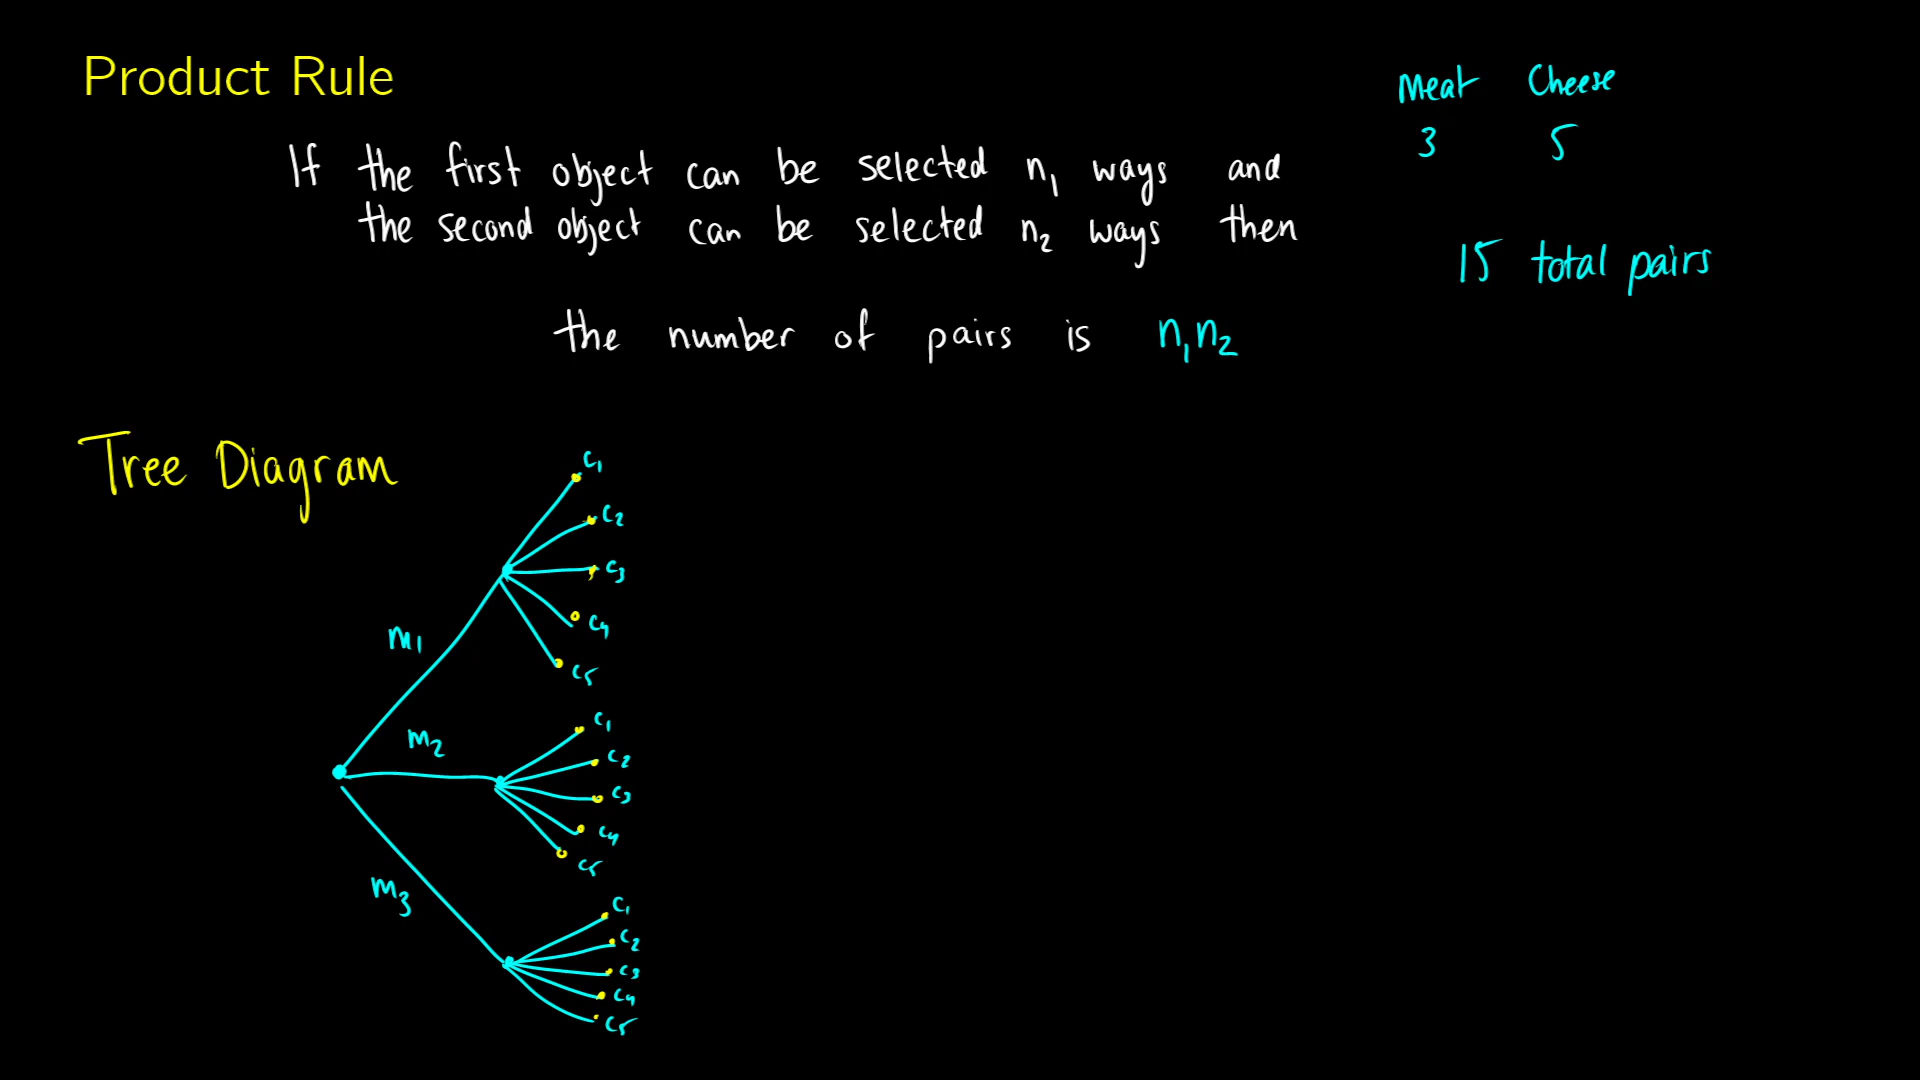 Product Rule
Meat Cheese
3 5
If the first object can be selected n₁ ways and
the second object can be selected n₂ ways then
15 total pairs
the number of pairs is n₁n₂
Tree Diagram
c₁
c₂
c₃
c₄
c₅
m₁
c₁
m₂
c₂
c₃
c₄
c₅
m₃
c₁
c₂
c₃
c₄
c₅